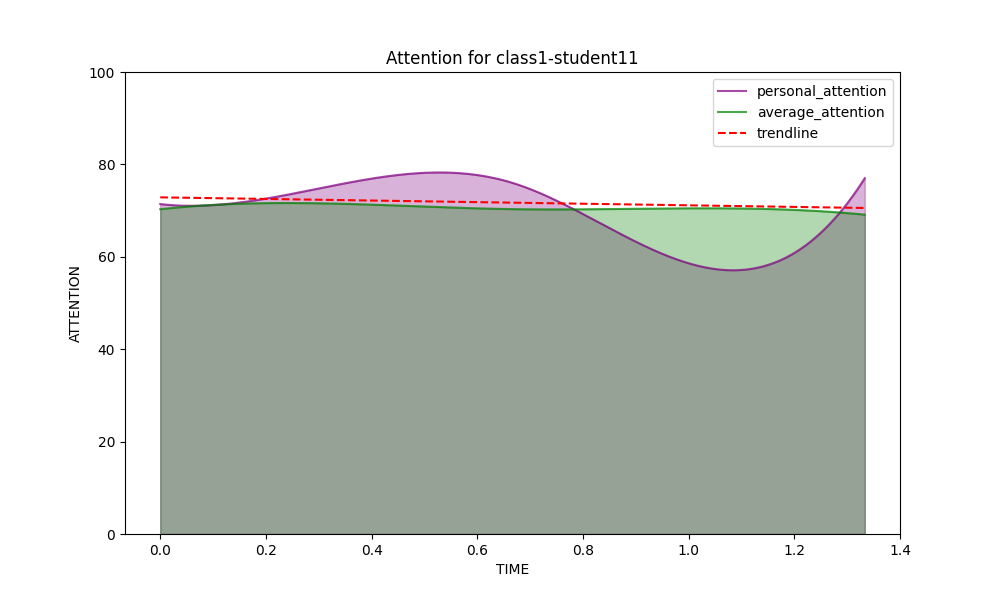 Attention for class1-student11
personal_attention
average_attention
trendline
ATTENTION
100
80
60
40
20
0
0.0 0.2 0.4 0.6 0.8 1.0 1.2 1.4
TIME